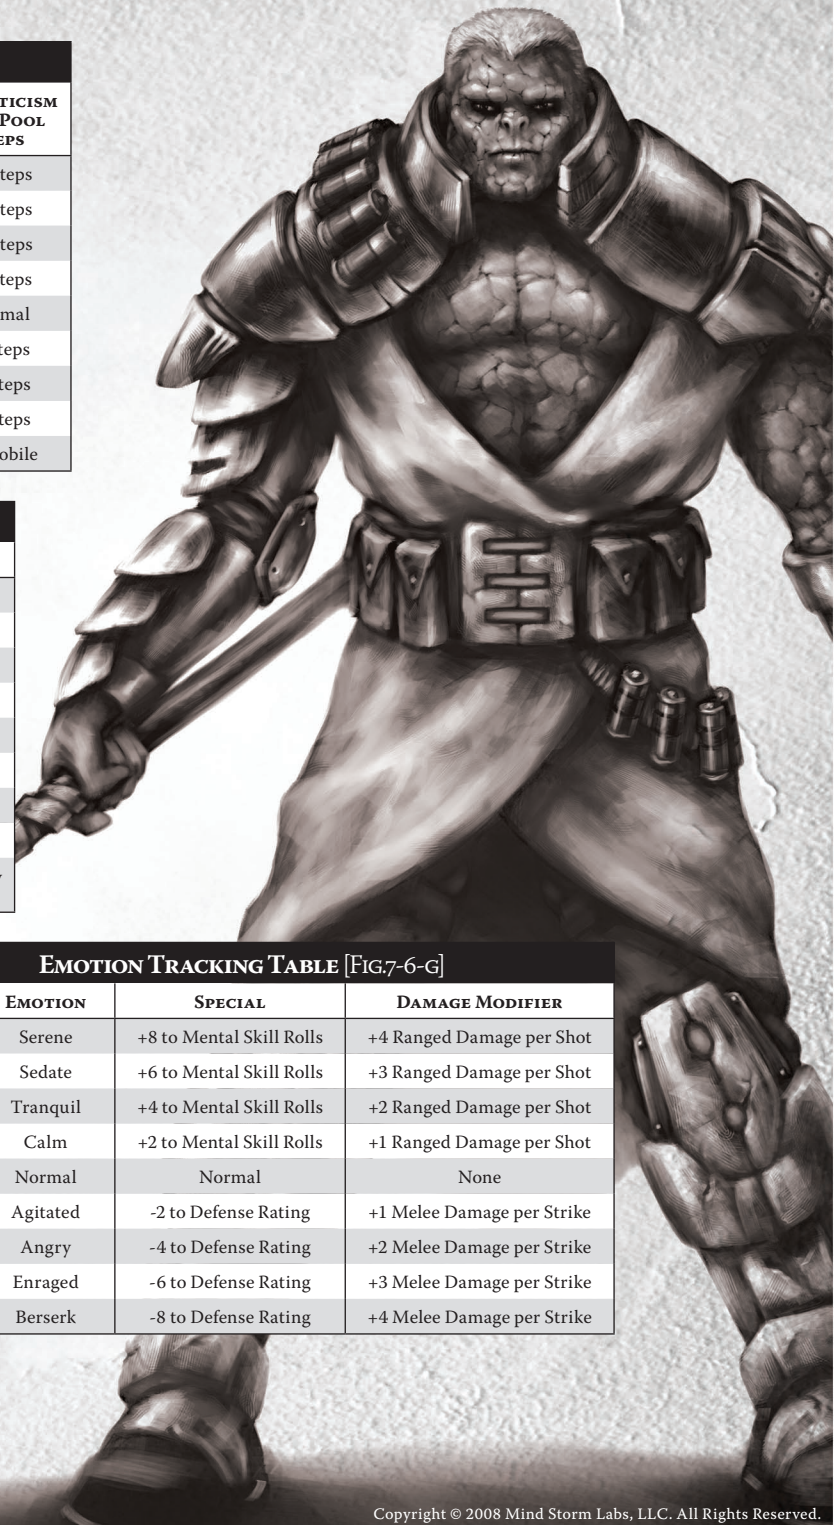 TICISM
POOL
EPS
teps
teps
teps
teps
mal
teps
teps
teps
obile
EMOTION TRACKING TABLE [FIG.7-6-G]
EMOTION SPECIAL DAMAGE MODIFIER
Serene +8 to Mental Skill Rolls +4 Ranged Damage per Shot
Sedate +6 to Mental Skill Rolls +3 Ranged Damage per Shot
Tranquil +4 to Mental Skill Rolls +2 Ranged Damage per Shot
Calm +2 to Mental Skill Rolls +1 Ranged Damage per Shot
Normal Normal None
Agitated -2 to Defense Rating +1 Melee Damage per Strike
Angry -4 to Defense Rating +2 Melee Damage per Strike
Enraged -6 to Defense Rating +3 Melee Damage per Strike
Berserk -8 to Defense Rating +4 Melee Damage per Strike
Copyright © 2008 Mind Storm Labs, LLC. All Rights Reserved.